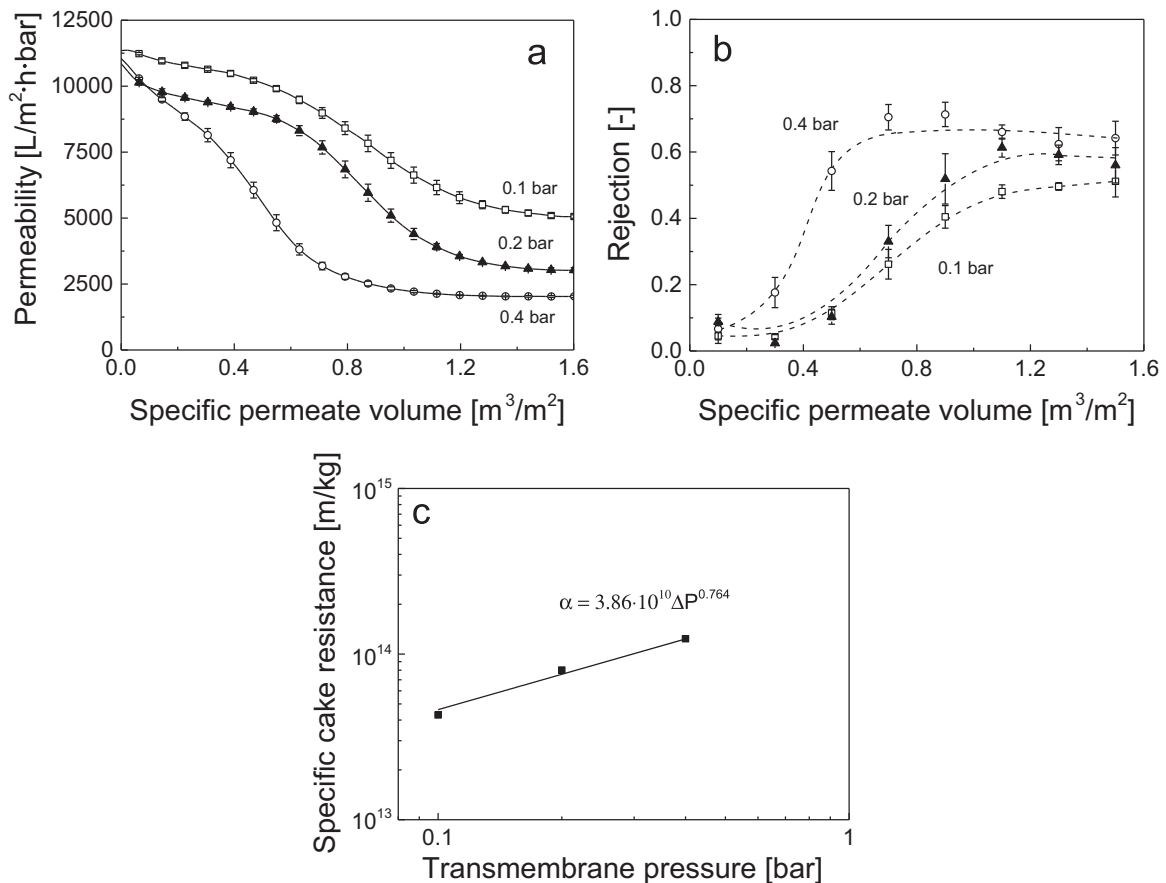 a
12500
10000
7500
5000
2500
0
0.0 0.4 0.8 1.2 1.6
Permeability [L/m²·h·bar]
Specific permeate volume [m³/m²]
0.1 bar
0.2 bar
0.4 bar
b
1.0
0.8
0.6
0.4
0.2
0.0
0.0 0.4 0.8 1.2 1.6
Rejection [-]
Specific permeate volume [m³/m²]
0.4 bar
0.2 bar
0.1 bar
c
10¹⁵
10¹⁴
10¹³
0.1 1
Specific cake resistance [m/kg]
Transmembrane pressure [bar]
α = 3.86·10¹⁰ΔP⁰·⁷⁶⁴